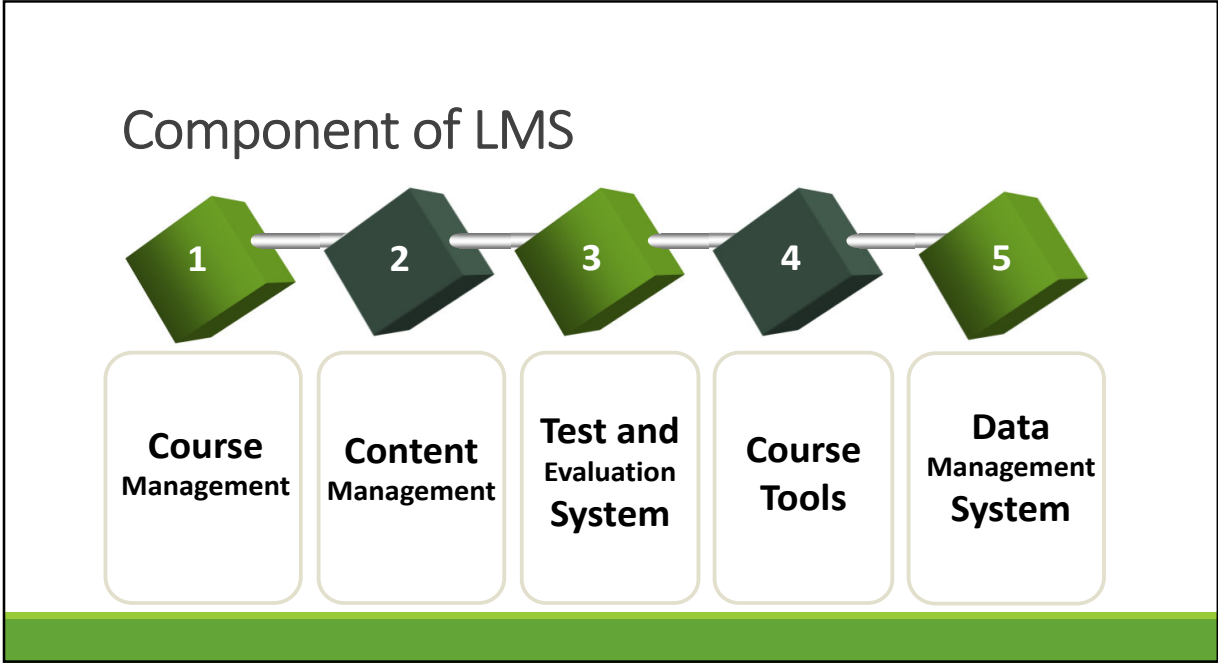 Component of LMS
1
2
3
4
5
Course
Management
Content
Management
Test and
Evaluation
System
Course
Tools
Data
Management
System